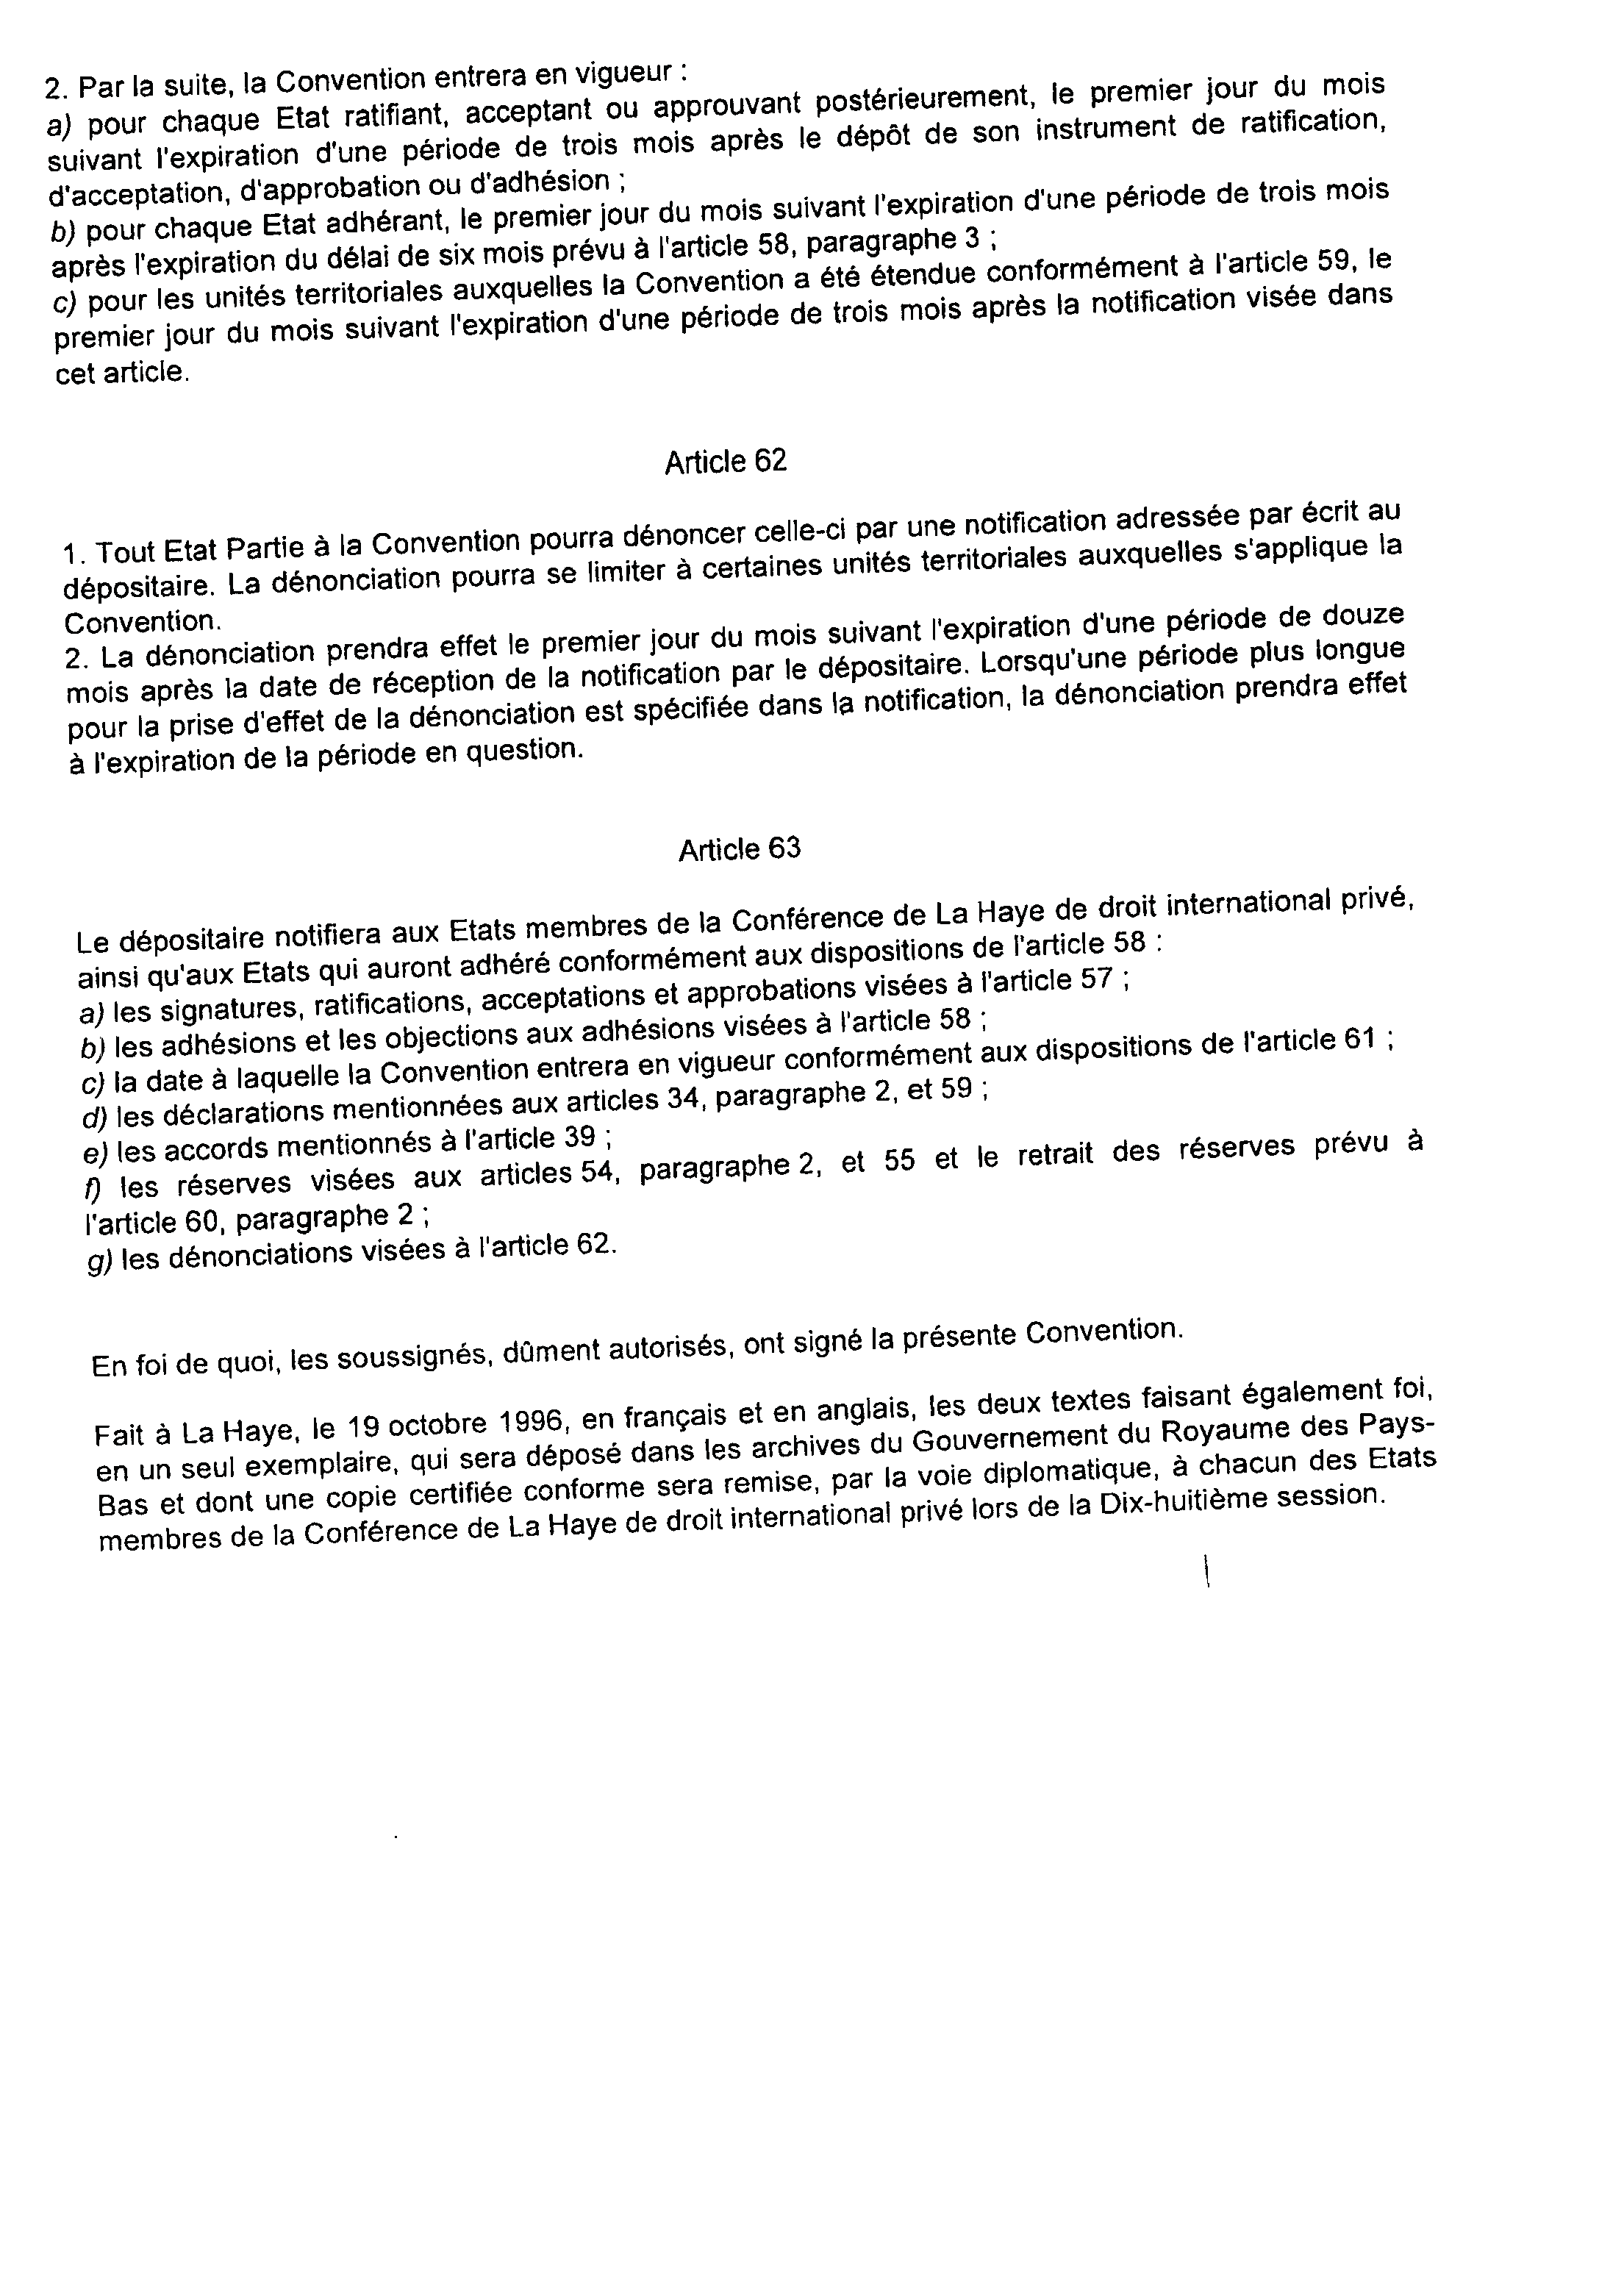 2. Par la suite, la Convention entrera en vigueur :
a) pour chaque Etat ratifiant, acceptant ou approuvant postérieurement, le premier jour du mois
suivant l'expiration d'une période de trois mois après le dépôt de son instrument de ratification,
d'acceptation, d'approbation ou d'adhésion ;
b) pour chaque Etat adhérant, le premier jour du mois suivant l'expiration d'une période de trois mois
après l'expiration du délai de six mois prévu à l'article 58, paragraphe 3 ;
c) pour les unités territoriales auxquelles la Convention a été étendue conformément à l'article 59, le
premier jour du mois suivant l'expiration d'une période de trois mois après la notification visée dans
cet article.
Article 62
1. Tout Etat Partie à la Convention pourra dénoncer celle-ci par une notification adressée par écrit au
dépositaire. La dénonciation pourra se limiter à certaines unités territoriales auxquelles s'applique la
Convention.
2. La dénonciation prendra effet le premier jour du mois suivant l'expiration d'une période de douze
mois après la date de réception de la notification par le dépositaire. Lorsqu'une période plus longue
pour la prise d'effet de la dénonciation est spécifiée dans la notification, la dénonciation prendra effet
à l'expiration de la période en question.
Article 63
Le dépositaire notifiera aux Etats membres de la Conférence de La Haye de droit international privé,
ainsi qu'aux Etats qui auront adhéré conformément aux dispositions de l'article 58 :
a) les signatures, ratifications, acceptations et approbations visées à l'article 57 ;
b) les adhésions et les objections aux adhésions visées à l'article 58 ;
c) la date à laquelle la Convention entrera en vigueur conformément aux dispositions de l'article 61 ;
d) les déclarations mentionnées aux articles 34, paragraphe 2, et 59 ;
e) les accords mentionnés à l'article 39 ;
f) les réserves visées aux articles 54, paragraphe 2, et 55 et le retrait des réserves prévu à
l'article 60, paragraphe 2 ;
g) les dénonciations visées à l'article 62.
En foi de quoi, les soussignés, dûment autorisés, ont signé la présente Convention.
Fait à La Haye, le 19 octobre 1996, en français et en anglais, les deux textes faisant également foi,
en un seul exemplaire, qui sera déposé dans les archives du Gouvernement du Royaume des Pays-
Bas et dont une copie certifiée conforme sera remise, par la voie diplomatique, à chacun des Etats
membres de la Conférence de La Haye de droit international privé lors de la Dix-huitième session.